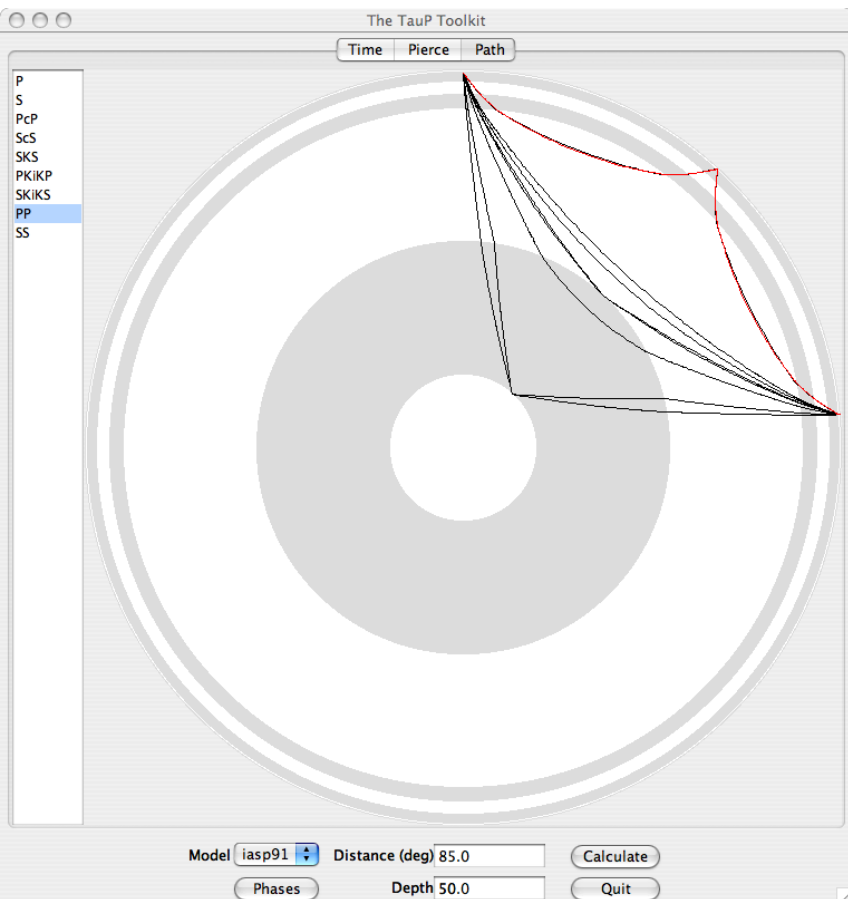 The TauP Toolkit
Time Pierce Path
P
S
PcP
ScS
SKS
PKiKP
SKiKS
PP
SS
Model iasp91 Distance (deg) 85.0 Calculate
Phases Depth 50.0 Quit